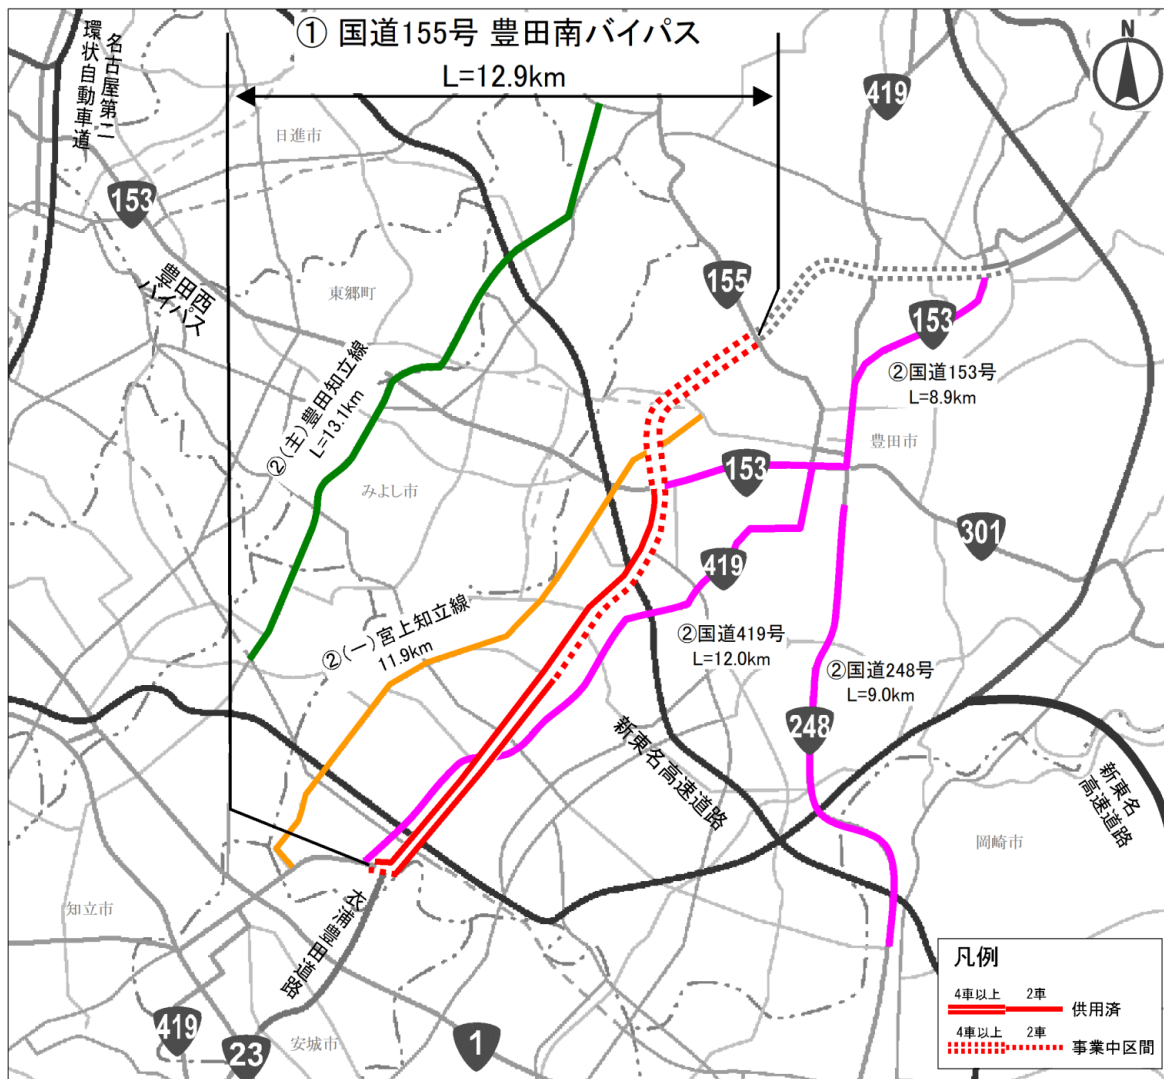 ① 国道155号 豊田南バイパス
L=12.9km
N
名古屋第二
環状自動車道
日進市
419
153
豊田西
バイパス
東郷町
155
153
②国道153号
L=8.9km
②(主)豊田知立線
L=13.1km
豊田市
みよし市
153
301
419
②(一)宮上知立線
11.9km
②国道419号
L=12.0km
②国道248号
L=9.0km
248
新東名高速道路
新東名
高速道路
岡崎市
知立市
衣浦豊田道路
419
23
安城市
1
凡例
4車以上 2車 供用済
4車以上 2車 事業中区間